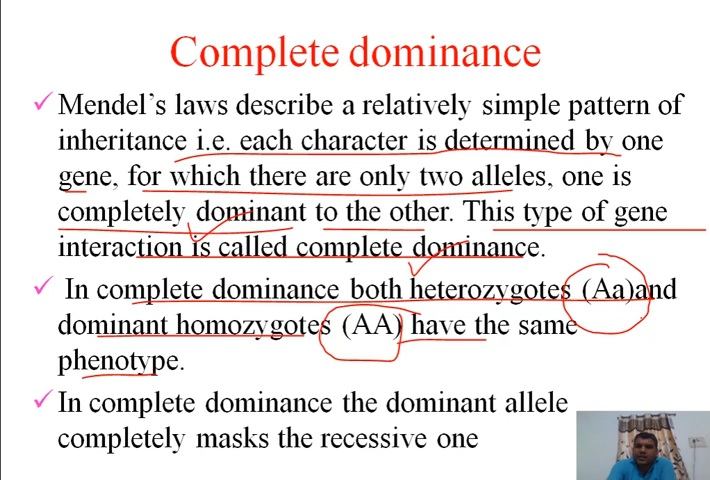 Complete dominance
Mendel's laws describe a relatively simple pattern of
inheritance i.e. each character is determined by one
gene, for which there are only two alleles, one is
completely dominant to the other. This type of gene
interaction is called complete dominance.
In complete dominance both heterozygotes (Aa)and
dominant homozygotes (AA) have the same
phenotype.
In complete dominance the dominant allele
completely masks the recessive one